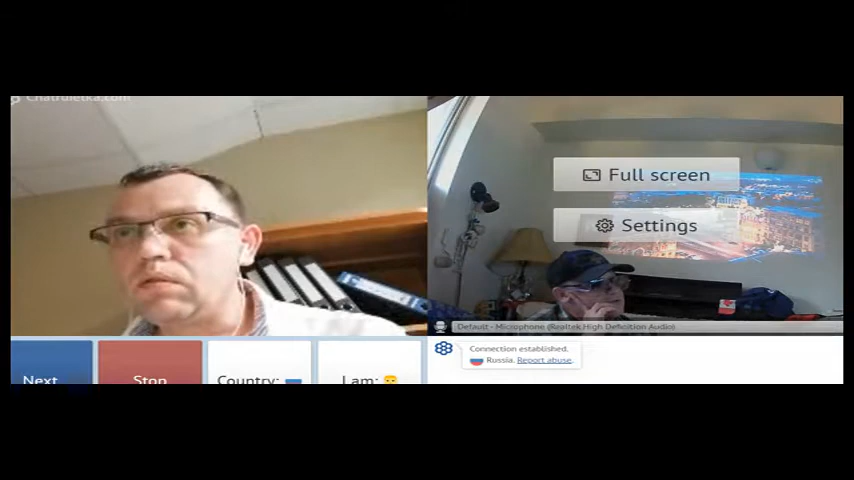 Chatruletka.com
Full screen
Settings
Default - Microphone (Realtek High Definition Audio)
Connection established.
Russia. Report abuse.
Next
Stop
Country:
I am: